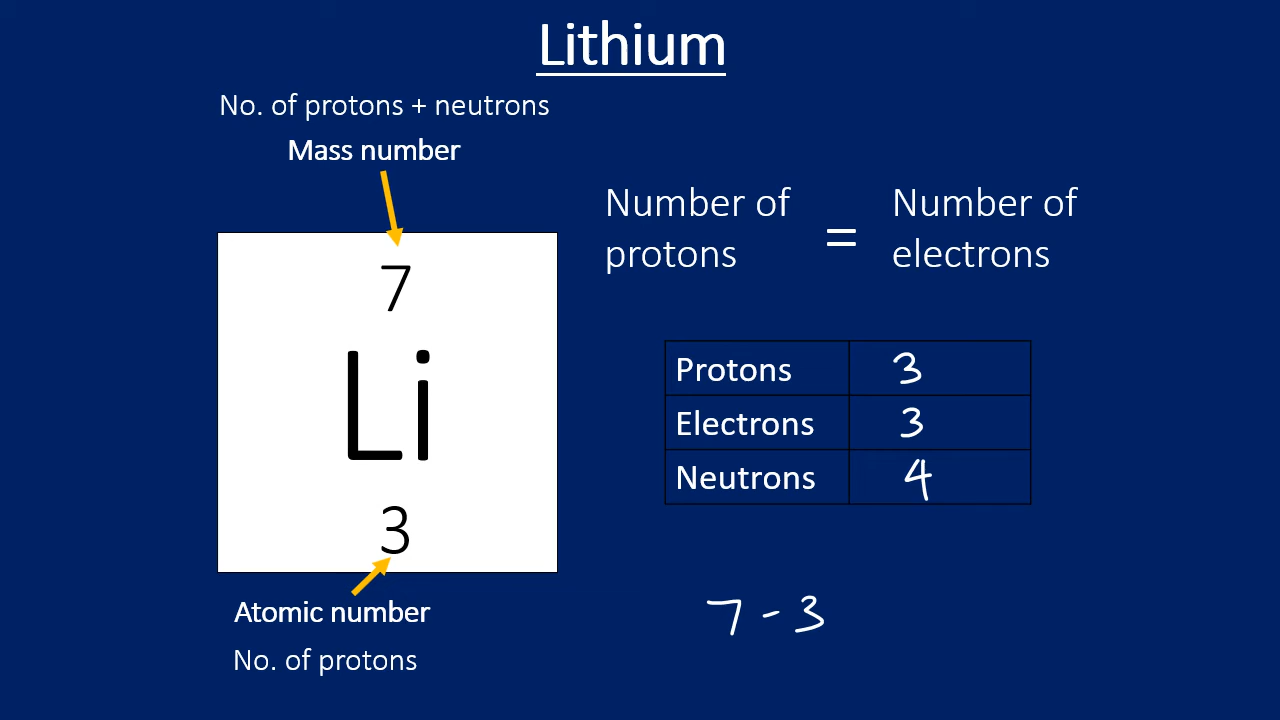 Lithium
No. of protons + neutrons
Mass number
7
Li
3
Atomic number
No. of protons
Number of
protons
=
Number of
electrons
Protons 3
Electrons 3
Neutrons 4
7 - 3